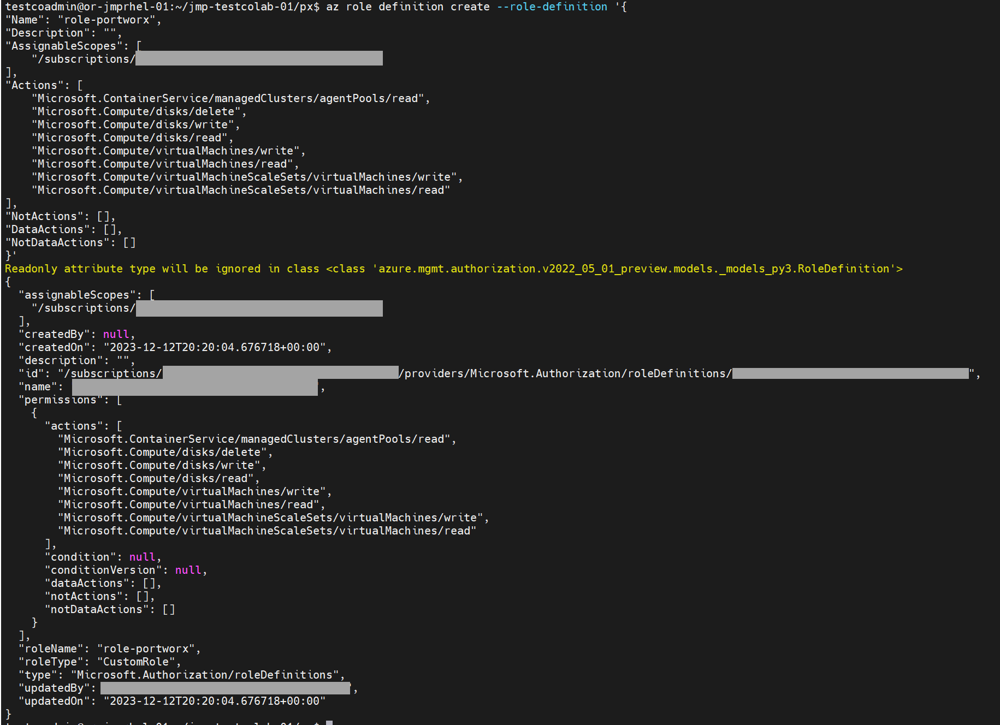 testcoadmin@or-jmprhel-01:~/jmp-testcolab-01/px$ az role definition create --role-definition '{
"Name": "role-portworx",
"Description": "",
"AssignableScopes": [
    "/subscriptions/
],
"Actions": [
    "Microsoft.ContainerService/managedClusters/agentPools/read",
    "Microsoft.Compute/disks/delete",
    "Microsoft.Compute/disks/write",
    "Microsoft.Compute/disks/read",
    "Microsoft.Compute/virtualMachines/write",
    "Microsoft.Compute/virtualMachines/read",
    "Microsoft.Compute/virtualMachineScaleSets/virtualMachines/write",
    "Microsoft.Compute/virtualMachineScaleSets/virtualMachines/read"
],
"NotActions": [],
"DataActions": [],
"NotDataActions": []
}'
Readonly attribute type will be ignored in class <class 'azure.mgmt.authorization.v2022_05_01_preview.models._models_py3.RoleDefinition'>
{
  "assignableScopes": [
    "/subscriptions/
  ],
  "createdBy": null,
  "createdOn": "2023-12-12T20:20:04.676718+00:00",
  "description": "",
  "id": "/subscriptions/ /providers/Microsoft.Authorization/roleDefinitions/ ",
  "name": ",
  "permissions": [
    {
      "actions": [
        "Microsoft.ContainerService/managedClusters/agentPools/read",
        "Microsoft.Compute/disks/delete",
        "Microsoft.Compute/disks/write",
        "Microsoft.Compute/disks/read",
        "Microsoft.Compute/virtualMachines/write",
        "Microsoft.Compute/virtualMachines/read",
        "Microsoft.Compute/virtualMachineScaleSets/virtualMachines/write",
        "Microsoft.Compute/virtualMachineScaleSets/virtualMachines/read"
      ],
      "condition": null,
      "conditionVersion": null,
      "dataActions": [],
      "notActions": [],
      "notDataActions": []
    }
  ],
  "roleName": "role-portworx",
  "roleType": "CustomRole",
  "type": "Microsoft.Authorization/roleDefinitions",
  "updatedBy": ",
  "updatedOn": "2023-12-12T20:20:04.676718+00:00"
}